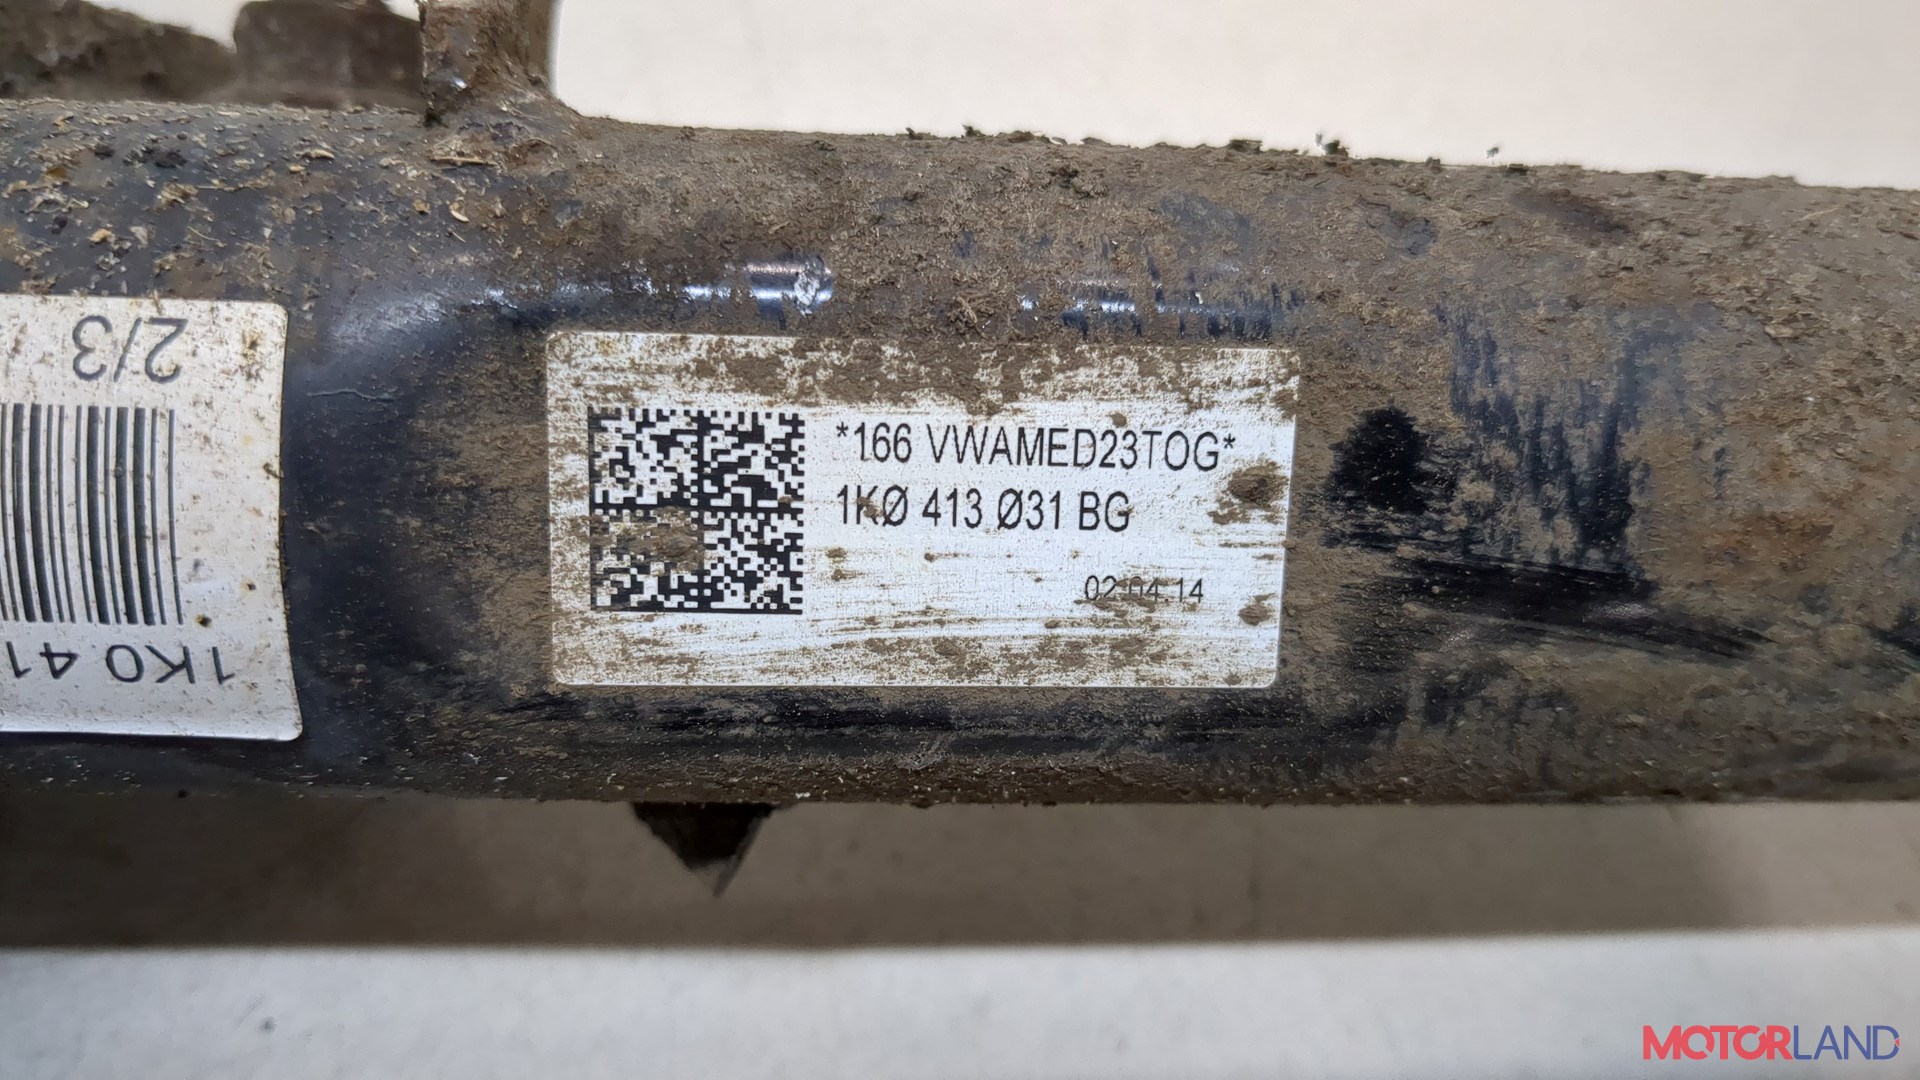 2/3
1K0 41
*166 VWAMED23TOG*
1KØ 413 Ø31 BG
02 04 14
MOTORLAND